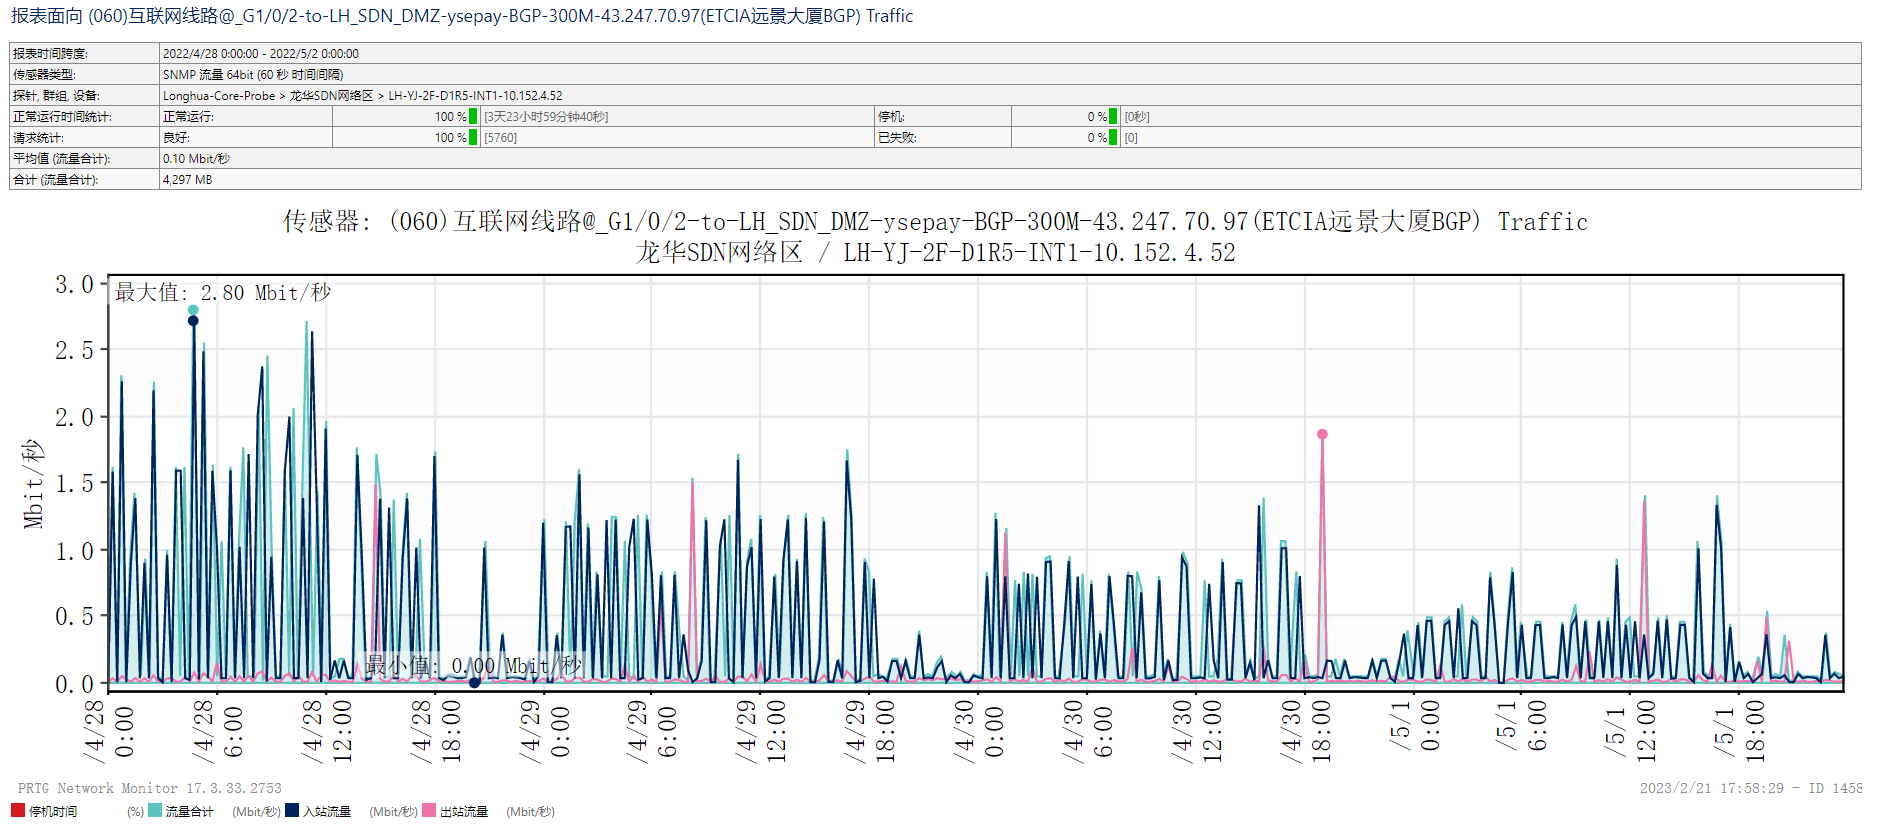 报表面向 (060)互联网线路@_G1/0/2-to-LH_SDN_DMZ-ysepay-BGP-300M-43.247.70.97(ETCIA远景大厦BGP) Traffic
报表时间跨度: 2022/4/28 0:00:00 - 2022/5/2 0:00:00
传感器类型: SNMP 流量 64bit (60 秒 时间间隔)
探针, 群组, 设备: Longhua-Core-Probe > 龙华SDN网络区 > LH-YJ-2F-D1R5-INT1-10.152.4.52
正常运行时间统计: 正常运行: 100 % [3天23小时59分钟40秒] 停机: 0 % [0秒]
请求统计: 良好: 100 % [5760] 已失败: 0 % [0]
平均值 (流量合计): 0.10 Mbit/秒
合计 (流量合计): 4,297 MB
传感器: (060)互联网线路@_G1/0/2-to-LH_SDN_DMZ-ysepay-BGP-300M-43.247.70.97(ETCIA远景大厦BGP) Traffic
龙华SDN网络区 / LH-YJ-2F-D1R5-INT1-10.152.4.52
最大值: 2.80 Mbit/秒
3.0
2.5
2.0
1.5
1.0
0.5
0.0
Mbit/秒
最小值: 0.00 Mbit/秒
/4/28 0:00
/4/28 6:00
/4/28 12:00
/4/28 18:00
/4/29 0:00
/4/29 6:00
/4/29 12:00
/4/29 18:00
/4/30 0:00
/4/30 6:00
/4/30 12:00
/4/30 18:00
/5/1 0:00
/5/1 6:00
/5/1 12:00
/5/1 18:00
PRTG Network Monitor 17.3.33.2753 2023/2/21 17:58:29 - ID 1458
停机时间 (%) 流量合计 (Mbit/秒) 入站流量 (Mbit/秒) 出站流量 (Mbit/秒)